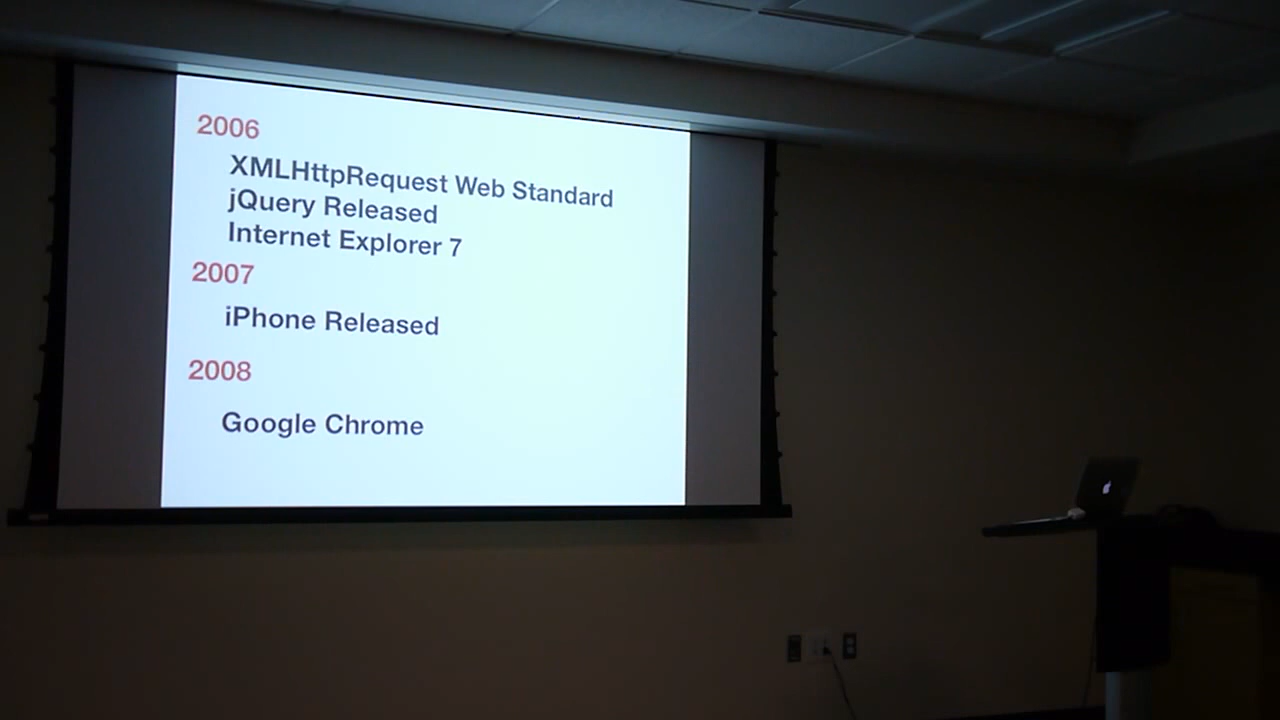 2006
XMLHttpRequest Web Standard
jQuery Released
Internet Explorer 7
2007
iPhone Released
2008
Google Chrome